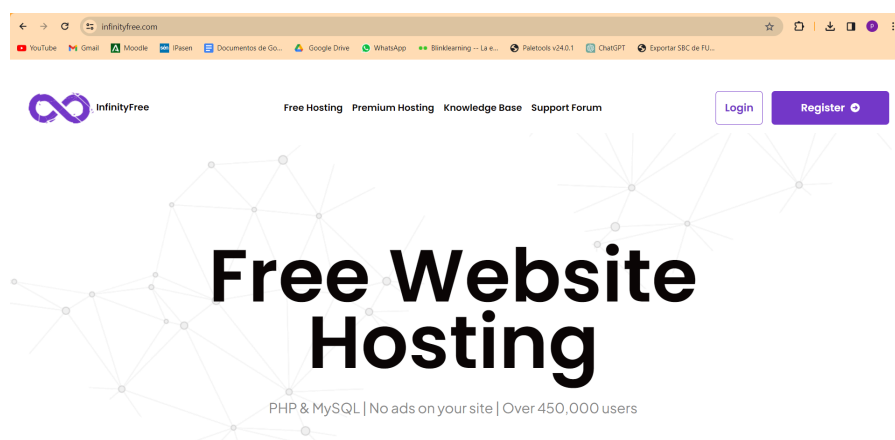 infinityfree.com
YouTube Gmail Moodle iPasen Documentos de Go... Google Drive WhatsApp Blinklearning -- La e... Paletools v24.0.1 ChatGPT Exportar SBC de FU...
InfinityFree Free Hosting Premium Hosting Knowledge Base Support Forum Login Register
Free Website
Hosting
PHP & MySQL | No ads on your site | Over 450,000 users